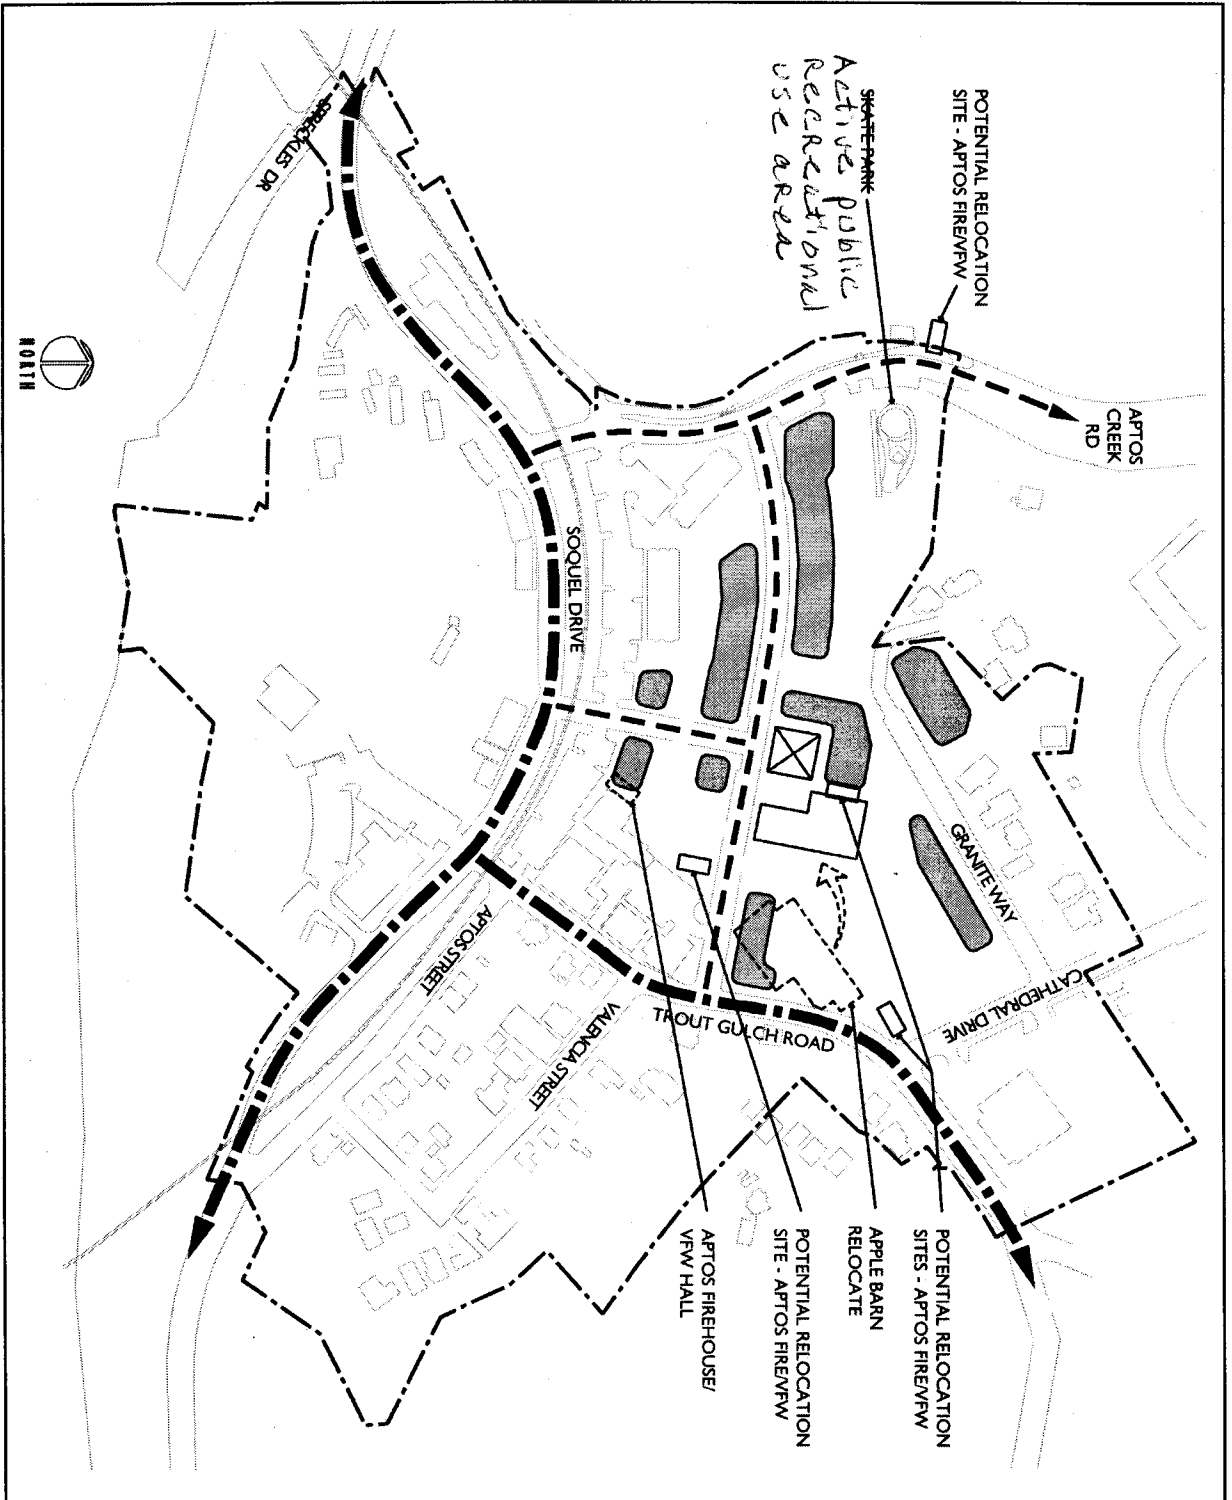 POTENTIAL RELOCATION
SITE - APTOS FIRE/VFW
SKATE PARK
Active public
Recreational
use area
APTOS
CREEK
RD
SPRECKLES DR
SOQUEL DRIVE
GRANITE WAY
CATHEDRAL DRIVE
TROUT GULCH ROAD
APTOS STREET
VALENCIA STREET
POTENTIAL RELOCATION
SITES - APTOS FIRE/VFW
APPLE BARN
RELOCATE
POTENTIAL RELOCATION
SITE - APTOS FIRE/VFW
APTOS FIREHOUSE/
VFW HALL
NORTH